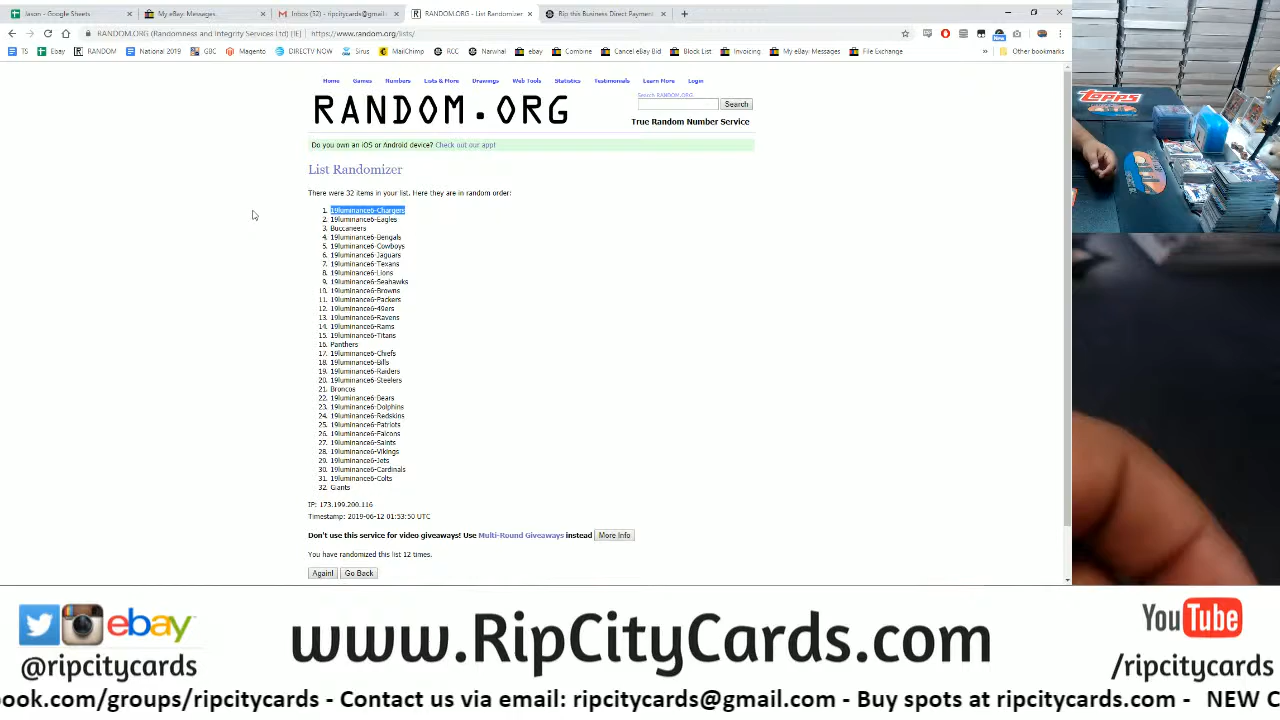 Jason - Google Sheets
My eBay: Messages
Inbox (52) - ripcitycards@gmail
RANDOM.ORG - List Randomizer
Rip this Business Direct Payment
RANDOM.ORG (Randomness and Integrity Services Ltd) [IE] | https://www.random.org/lists/
TS Ebay RANDOM National 2019 GBC Magento DIRECTV NOW Sirus MailChimp RCC Narwhal ebay Combine Cancel eBay Bid Block List Invoicing My eBay: Messages File Exchange » Other bookmarks
Home Games Numbers Lists & More Drawings Web Tools Statistics Testimonials Learn More Login
RANDOM.ORG
Search RANDOM.ORG
Search
True Random Number Service
Do you own an iOS or Android device? Check out our app!
List Randomizer
There were 32 items in your list. Here they are in random order:
1. 19luminance6-Chargers
2. 19luminance6-Eagles
3. Buccaneers
4. 19luminance6-Bengals
5. 19luminance6-Cowboys
6. 19luminance6-Jaguars
7. 19luminance6-Texans
8. 19luminance6-Lions
9. 19luminance6-Seahawks
10. 19luminance6-Browns
11. 19luminance6-Packers
12. 19luminance6-49ers
13. 19luminance6-Ravens
14. 19luminance6-Rams
15. 19luminance6-Titans
16. Panthers
17. 19luminance6-Chiefs
18. 19luminance6-Bills
19. 19luminance6-Raiders
20. 19luminance6-Steelers
21. Broncos
22. 19luminance6-Bears
23. 19luminance6-Dolphins
24. 19luminance6-Redskins
25. 19luminance6-Patriots
26. 19luminance6-Falcons
27. 19luminance6-Saints
28. 19luminance6-Vikings
29. 19luminance6-Jets
30. 19luminance6-Cardinals
31. 19luminance6-Colts
32. Giants
IP: 173.199.200.116
Timestamp: 2019-06-12 01:53:50 UTC
Don't use this service for video giveaways! Use Multi-Round Giveaways instead More Info
You have randomized this list 12 times.
Again! Go Back
Topps
ebay
@ripcitycards
www.RipCityCards.com
YouTube
/ripcitycards
book.com/groups/ripcitycards - Contact us via email: ripcitycards@gmail.com - Buy spots at ripcitycards.com - NEW C